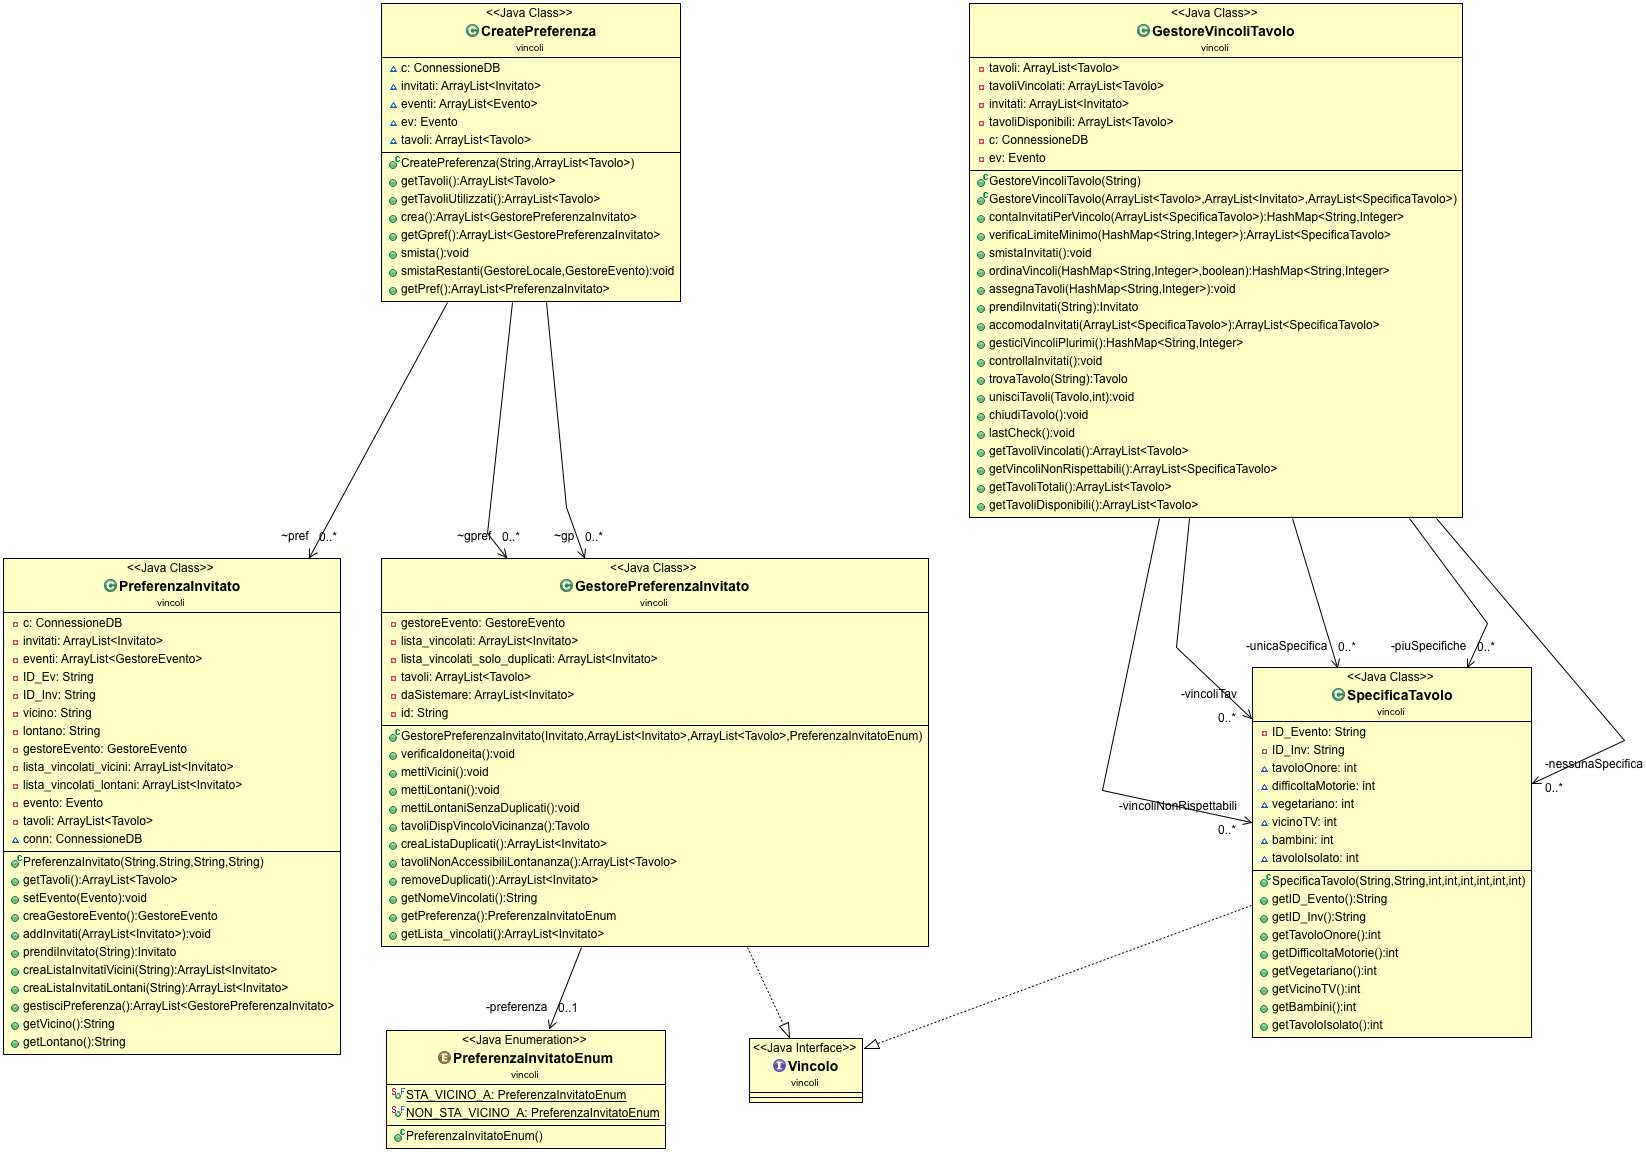 <<Java Class>>
CreatePreferenza
vincoli
c: ConnessioneDB
invitati: ArrayList<Invitato>
eventi: ArrayList<Evento>
ev: Evento
tavoli: ArrayList<Tavolo>
CreatePreferenza(String,ArrayList<Tavolo>)
getTavoli():ArrayList<Tavolo>
getTavoliUtilizzati():ArrayList<Tavolo>
crea():ArrayList<GestorePreferenzaInvitato>
getGpref():ArrayList<GestorePreferenzaInvitato>
smista():void
smistaRestanti(GestoreLocale,GestoreEvento):void
getPref():ArrayList<PreferenzaInvitato>
<<Java Class>>
GestoreVincoliTavolo
vincoli
tavoli: ArrayList<Tavolo>
tavoliVincolati: ArrayList<Tavolo>
invitati: ArrayList<Invitato>
tavoliDisponibili: ArrayList<Tavolo>
c: ConnessioneDB
ev: Evento
GestoreVincoliTavolo(String)
GestoreVincoliTavolo(ArrayList<Tavolo>,ArrayList<Invitato>,ArrayList<SpecificaTavolo>)
contaInvitatiPerVincolo(ArrayList<SpecificaTavolo>):HashMap<String,Integer>
verificaLimiteMinimo(HashMap<String,Integer>):ArrayList<SpecificaTavolo>
smistaInvitati():void
ordinaVincoli(HashMap<String,Integer>,boolean):HashMap<String,Integer>
assegnaTavoli(HashMap<String,Integer>):void
prendiInvitati(String):Invitato
accomodaInvitati(ArrayList<SpecificaTavolo>):ArrayList<SpecificaTavolo>
gesticiVincoliPlurimi():HashMap<String,Integer>
controllaInvitati():void
trovaTavolo(String):Tavolo
unisciTavoli(Tavolo,int):void
chiudiTavolo():void
lastCheck():void
getTavoliVincolati():ArrayList<Tavolo>
getVincoliNonRispettabili():ArrayList<SpecificaTavolo>
getTavoliTotali():ArrayList<Tavolo>
getTavoliDisponibili():ArrayList<Tavolo>
~pref 0..*
~gpref 0..*
~gp 0..*
-unicaSpecifica 0..*
-piuSpecifiche 0..*
-vincoliTav
0..*
-nessunaSpecifica
0..*
-vincoliNonRispettabili
0..*
<<Java Class>>
PreferenzaInvitato
vincoli
c: ConnessioneDB
invitati: ArrayList<Invitato>
eventi: ArrayList<GestoreEvento>
ID_Ev: String
ID_Inv: String
vicino: String
lontano: String
gestoreEvento: GestoreEvento
lista_vincolati_vicini: ArrayList<Invitato>
lista_vincolati_lontani: ArrayList<Invitato>
evento: Evento
tavoli: ArrayList<Tavolo>
conn: ConnessioneDB
PreferenzaInvitato(String,String,String,String)
getTavoli():ArrayList<Tavolo>
setEvento(Evento):void
creaGestoreEvento():GestoreEvento
addInvitati(ArrayList<Invitato>):void
prendiInvitato(String):Invitato
creaListaInvitatiVicini(String):ArrayList<Invitato>
creaListaInvitatiLontani(String):ArrayList<Invitato>
gestisciPreferenza():ArrayList<GestorePreferenzaInvitato>
getVicino():String
getLontano():String
<<Java Class>>
GestorePreferenzaInvitato
vincoli
gestoreEvento: GestoreEvento
lista_vincolati: ArrayList<Invitato>
lista_vincolati_solo_duplicati: ArrayList<Invitato>
tavoli: ArrayList<Tavolo>
daSistemare: ArrayList<Invitato>
id: String
GestorePreferenzaInvitato(Invitato,ArrayList<Invitato>,ArrayList<Tavolo>,PreferenzaInvitatoEnum)
verificaIdoneita():void
mettiVicini():void
mettiLontani():void
mettiLontaniSenzaDuplicati():void
tavoliDispVincoloVicinanza():Tavolo
creaListaDuplicati():ArrayList<Invitato>
tavoliNonAccessibiliLontananza():ArrayList<Tavolo>
removeDuplicati():ArrayList<Invitato>
getNomeVincolati():String
getPreferenza():PreferenzaInvitatoEnum
getLista_vincolati():ArrayList<Invitato>
<<Java Class>>
SpecificaTavolo
vincoli
ID_Evento: String
ID_Inv: String
tavoloOnore: int
difficoltaMotorie: int
vegetariano: int
vicinoTV: int
bambini: int
tavoloIsolato: int
SpecificaTavolo(String,String,int,int,int,int,int,int)
getID_Evento():String
getID_Inv():String
getTavoloOnore():int
getDifficoltaMotorie():int
getVegetariano():int
getVicinoTV():int
getBambini():int
getTavoloIsolato():int
-preferenza 0..1
<<Java Enumeration>>
PreferenzaInvitatoEnum
vincoli
STA_VICINO_A: PreferenzaInvitatoEnum
NON_STA_VICINO_A: PreferenzaInvitatoEnum
PreferenzaInvitatoEnum()
<<Java Interface>>
Vincolo
vincoli